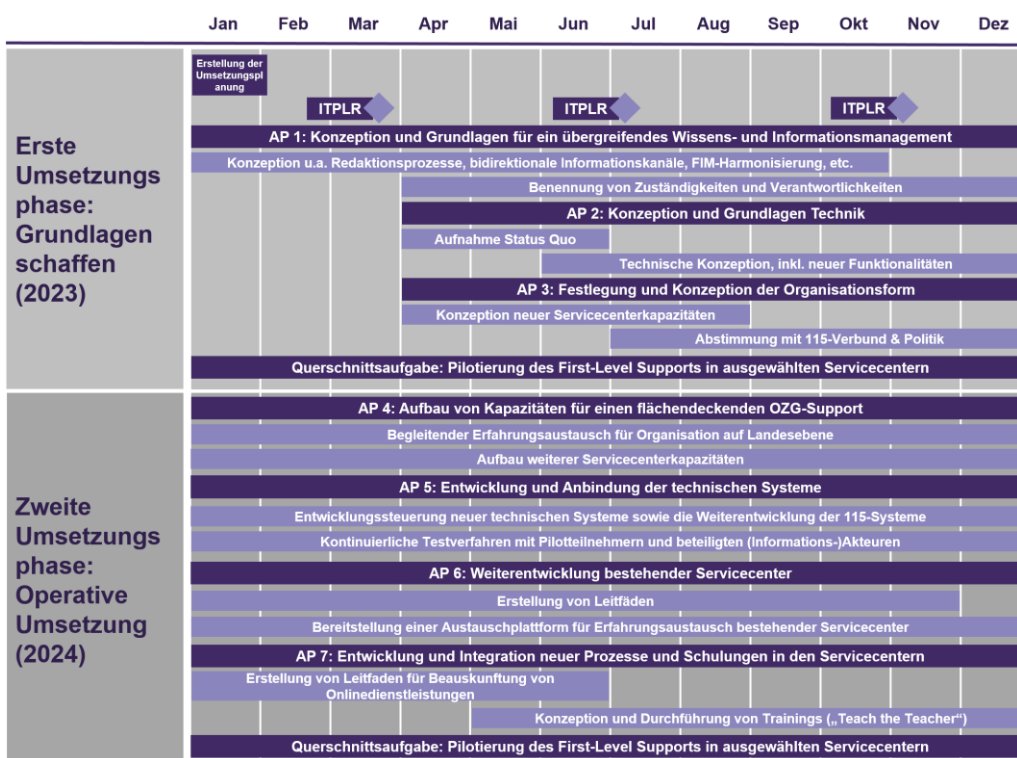 Jan Feb Mar Apr Mai Jun Jul Aug Sep Okt Nov Dez
Erste
Umsetzungs
phase:
Grundlagen
schaffen
(2023)
Erstellung der
Umsetzungspl
anung
ITPLR ITPLR ITPLR
AP 1: Konzeption und Grundlagen für ein übergreifendes Wissens- und Informationsmanagement
Konzeption u.a. Redaktionsprozesse, bidirektionale Informationskanäle, FIM-Harmonisierung, etc.
Benennung von Zuständigkeiten und Verantwortlichkeiten
AP 2: Konzeption und Grundlagen Technik
Aufnahme Status Quo
Technische Konzeption, inkl. neuer Funktionalitäten
AP 3: Festlegung und Konzeption der Organisationsform
Konzeption neuer Servicecenterkapazitäten
Abstimmung mit 115-Verbund & Politik
Querschnittsaufgabe: Pilotierung des First-Level Supports in ausgewählten Servicecentern
Zweite
Umsetzungs
phase:
Operative
Umsetzung
(2024)
AP 4: Aufbau von Kapazitäten für einen flächendeckenden OZG-Support
Begleitender Erfahrungsaustausch für Organisation auf Landesebene
Aufbau weiterer Servicecenterkapazitäten
AP 5: Entwicklung und Anbindung der technischen Systeme
Entwicklungssteuerung neuer technischen Systeme sowie die Weiterentwicklung der 115-Systeme
Kontinuierliche Testverfahren mit Pilotteilnehmern und beteiligten (Informations-)Akteuren
AP 6: Weiterentwicklung bestehender Servicecenter
Erstellung von Leitfäden
Bereitstellung einer Austauschplattform für Erfahrungsaustausch bestehender Servicecenter
AP 7: Entwicklung und Integration neuer Prozesse und Schulungen in den Servicecentern
Erstellung von Leitfaden für Beauskunftung von
Onlinedienstleistungen
Konzeption und Durchführung von Trainings („Teach the Teacher“)
Querschnittsaufgabe: Pilotierung des First-Level Supports in ausgewählten Servicecentern